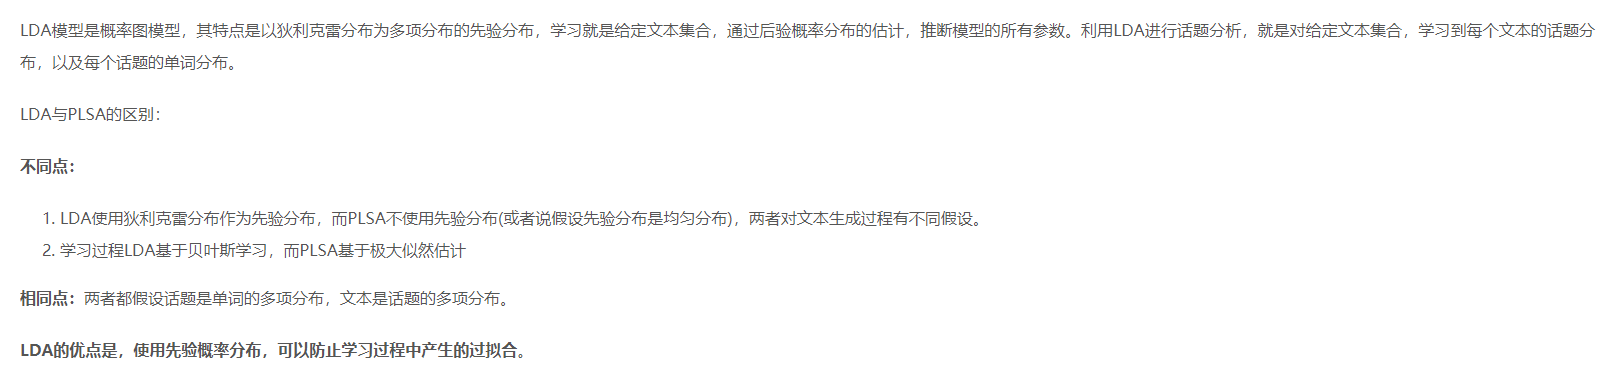 LDA模型是概率图模型，其特点是以狄利克雷分布为多项分布的先验分布，学习就是给定文本集合，通过后验概率分布的估计，推断模型的所有参数。利用LDA进行话题分析，就是对给定文本集合，学习到每个文本的话题分
布，以及每个话题的单词分布。
LDA与PLSA的区别：
不同点：
1. LDA使用狄利克雷分布作为先验分布，而PLSA不使用先验分布(或者说假设先验分布是均匀分布)，两者对文本生成过程有不同假设。
2. 学习过程LDA基于贝叶斯学习，而PLSA基于极大似然估计
相同点：两者都假设话题是单词的多项分布，文本是话题的多项分布。
LDA的优点是，使用先验概率分布，可以防止学习过程中产生的过拟合。